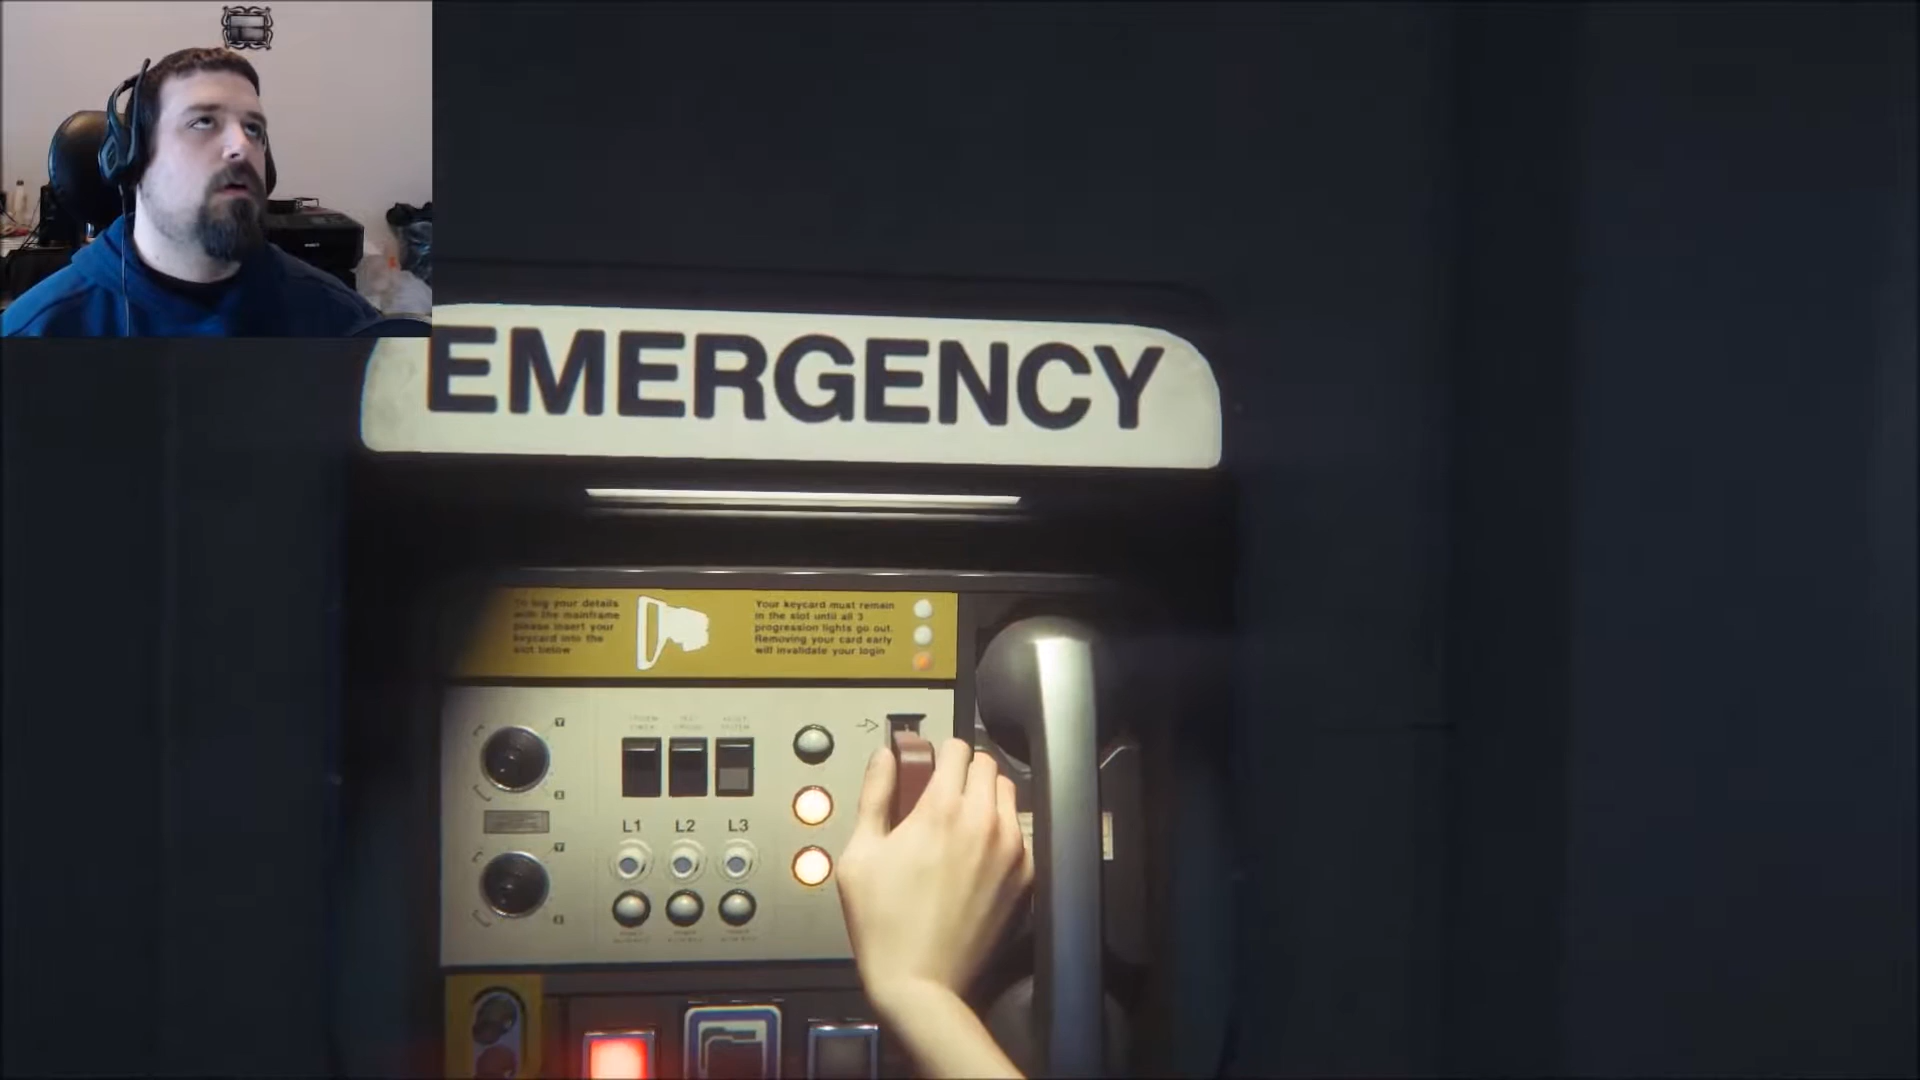 EMERGENCY
To log your details
with the mainframe
please insert your
keycard into the
slot below
Your keycard must remain
in the slot until all 3
progression lights go out.
Removing your card early
will invalidate your login
L1 L2 L3